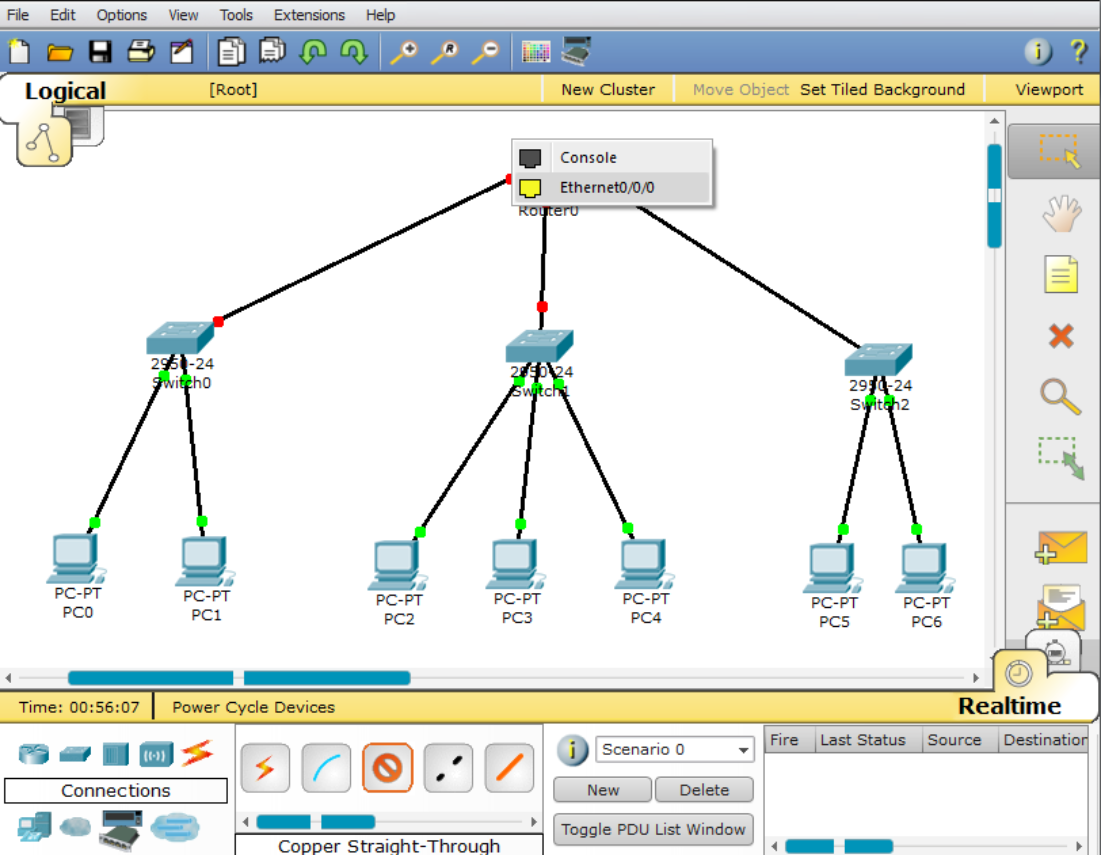 File Edit Options View Tools Extensions Help
Logical [Root] New Cluster Move Object Set Tiled Background Viewport
Console
Ethernet0/0/0
Router0
2950-24
Switch0
2950-24
Switch1
2950-24
Switch2
PC-PT
PC0
PC-PT
PC1
PC-PT
PC2
PC-PT
PC3
PC-PT
PC4
PC-PT
PC5
PC-PT
PC6
Time: 00:56:07 Power Cycle Devices Realtime
Connections
Copper Straight-Through
Scenario 0
New Delete
Toggle PDU List Window
Fire Last Status Source Destination